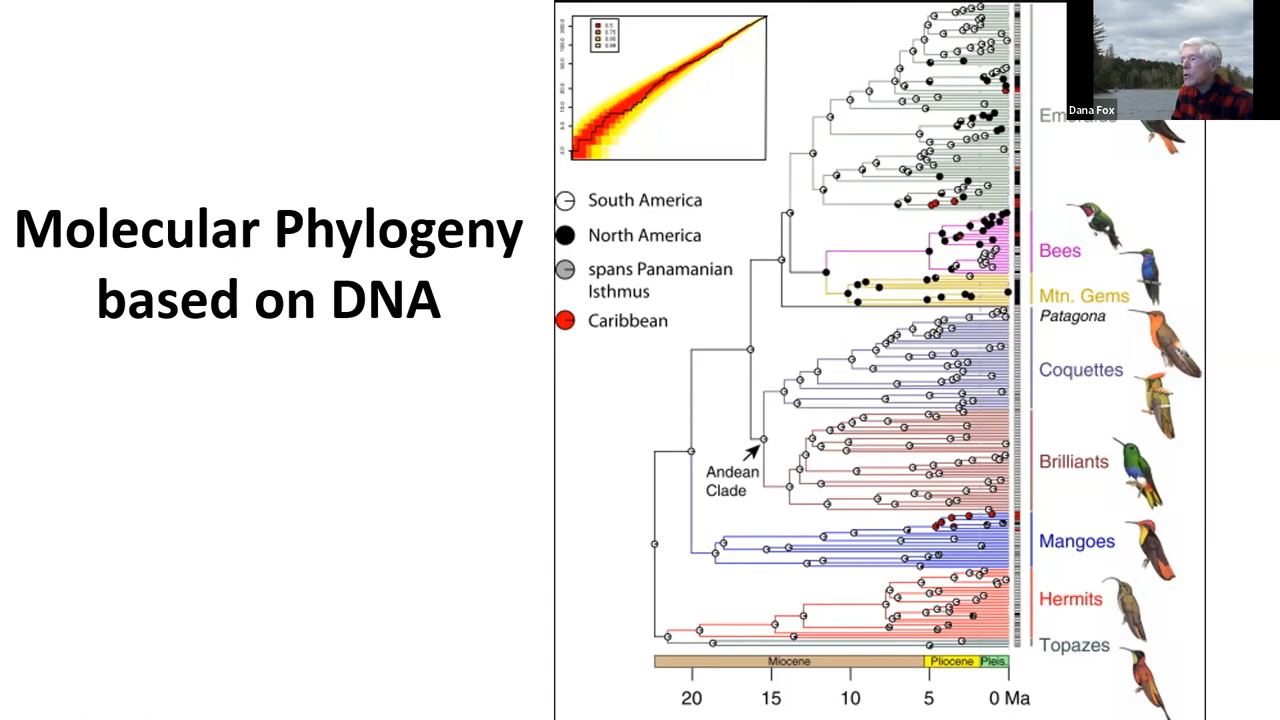 Molecular Phylogeny
based on DNA
South America
North America
spans Panamanian
Isthmus
Caribbean
Andean
Clade
Dana Fox
Bees
Mtn. Gems
Patagona
Coquettes
Brilliants
Mangoes
Hermits
Topazes
Miocene
Pliocene
Pleis.
20 15 10 5 0 Ma